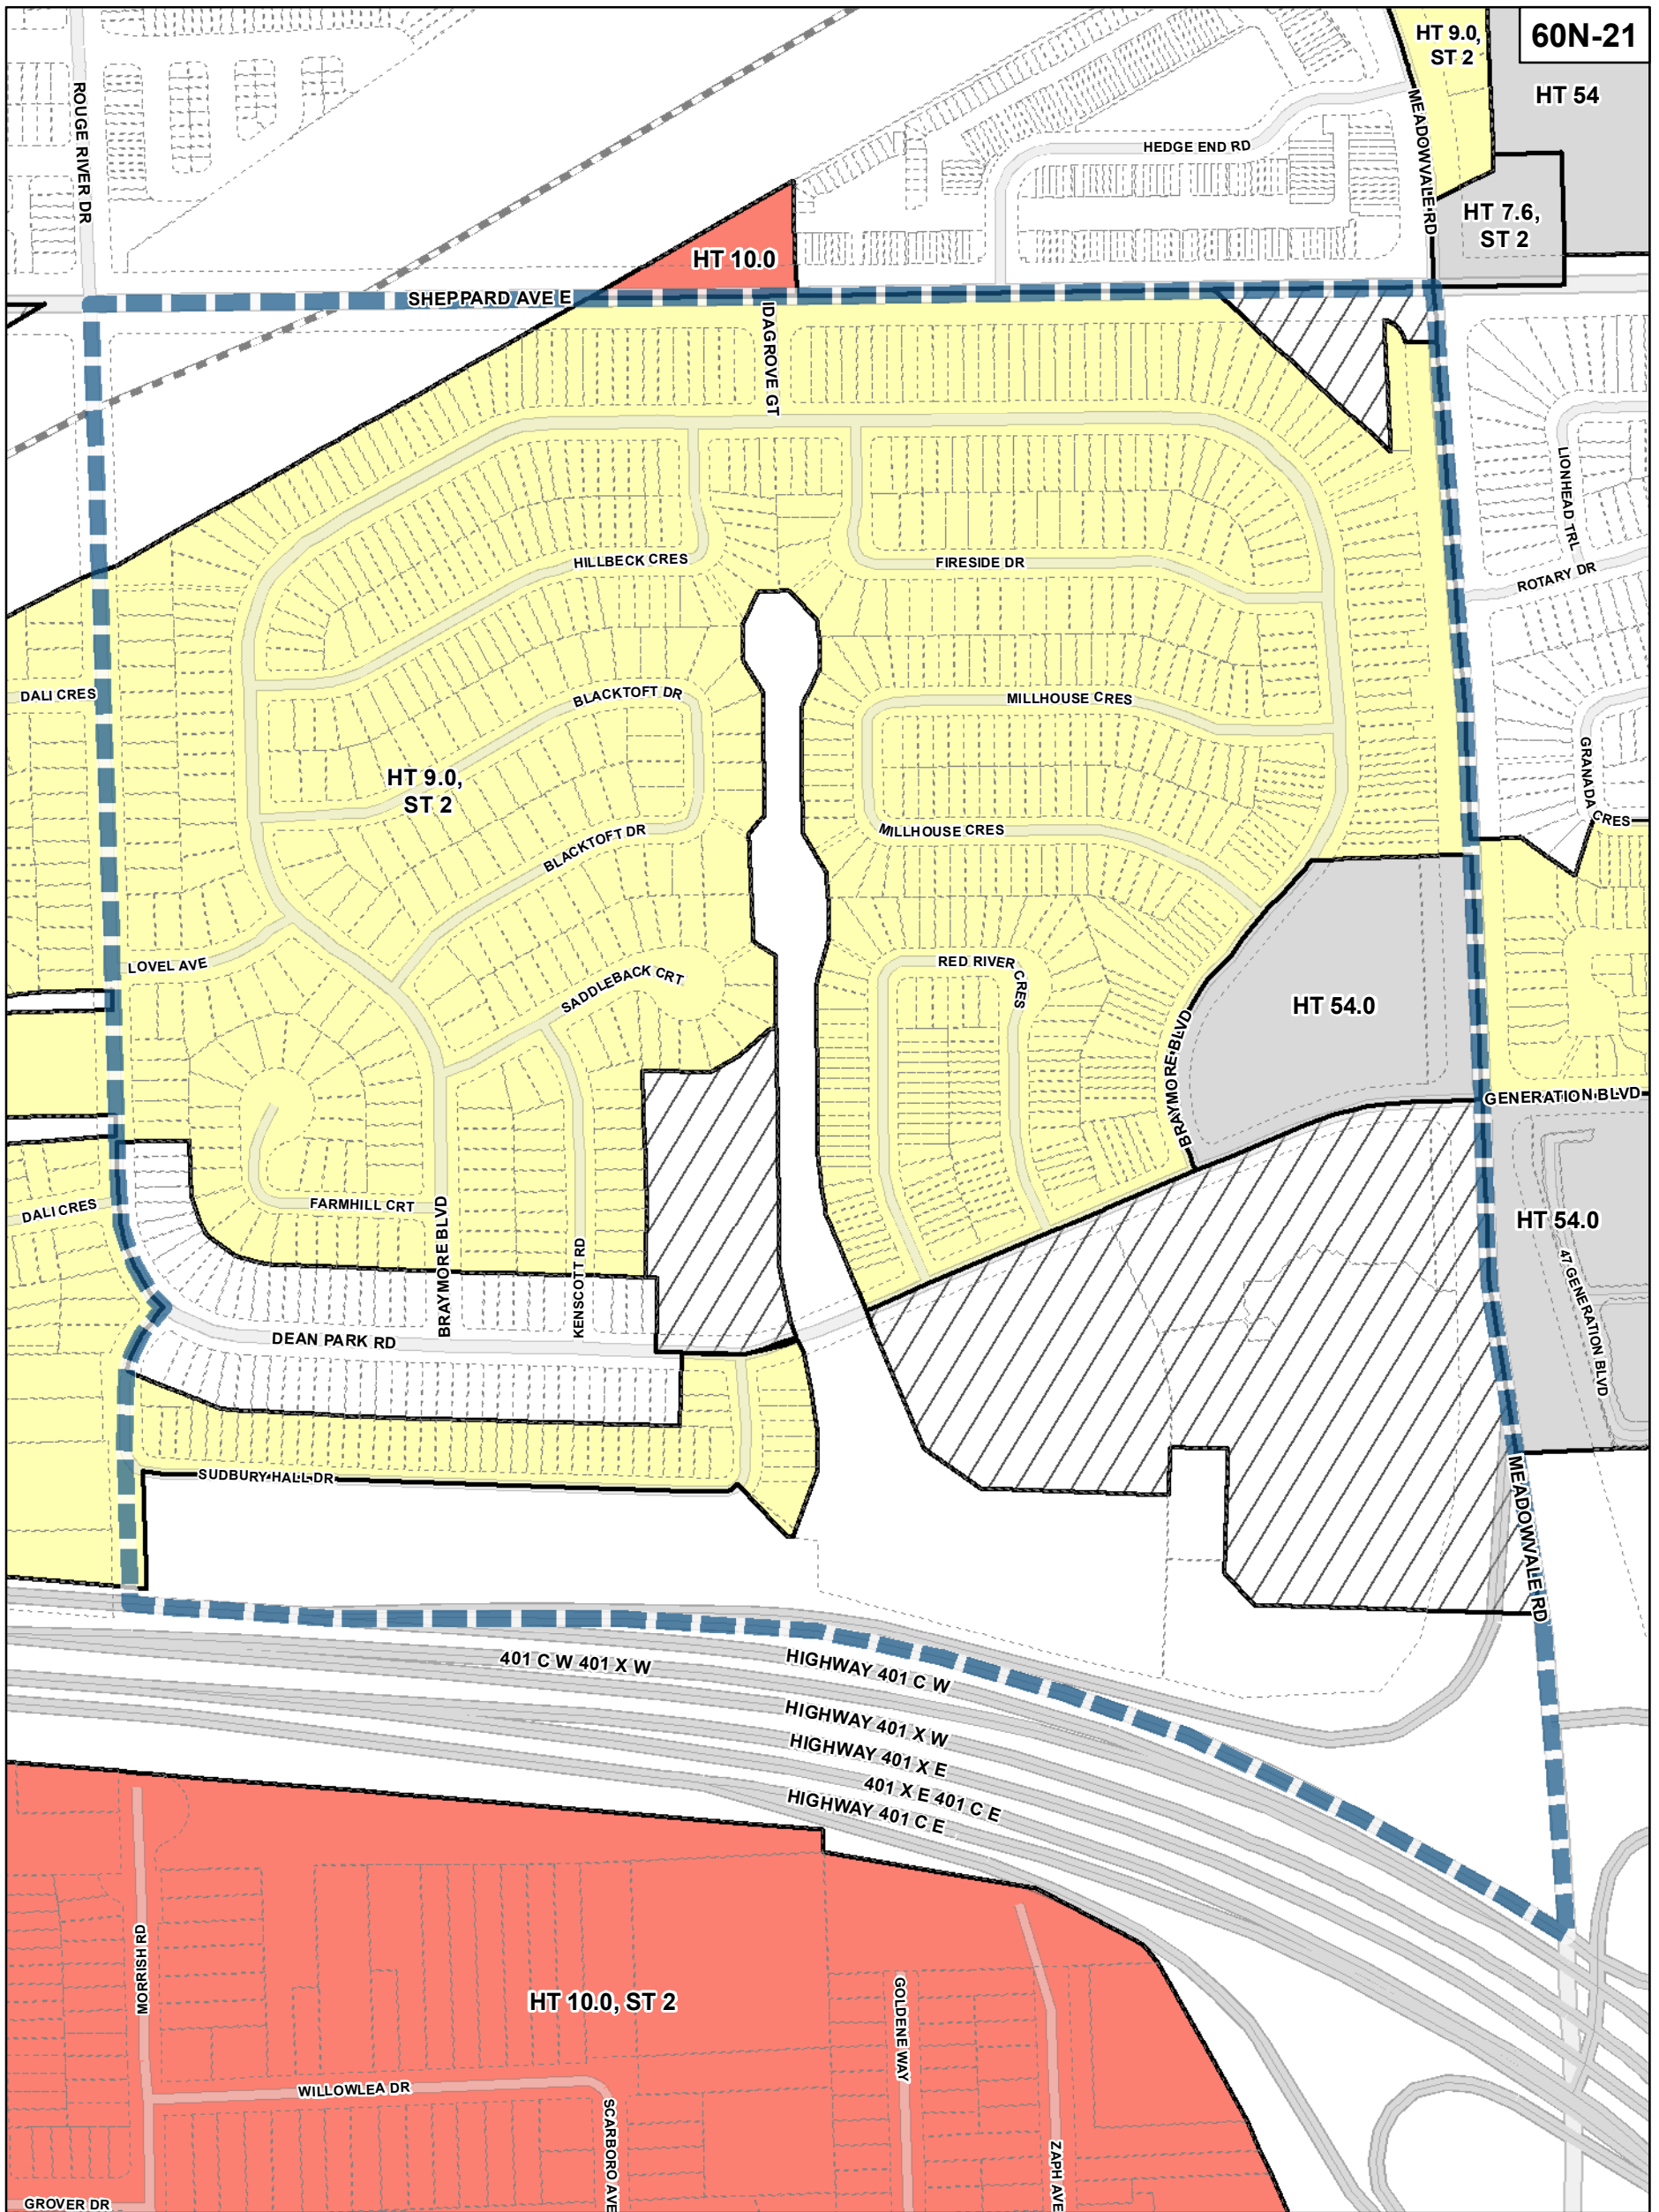 60N-21
HT 9.0,
ST 2
HT 54
ROUGE RIVER DR
MEADOWVALE RD
HEDGE END RD
HT 7.6,
ST 2
HT 10.0
SHEPPARD AVE E
IDAGROVE GT
LIONHEAD TRL
HILLBECK CRES
FIRESIDE DR
ROTARY DR
DALI CRES
BLACKTOFT DR
MILLHOUSE CRES
HT 9.0,
ST 2
GRANADA CRES
BLACKTOFT DR
MILLHOUSE CRES
LOVEL AVE
SADDLEBACK CRT
RED RIVER CRES
HT 54.0
BRAYMORE BLVD
GENERATION BLVD
DALI CRES
FARMHILL CRT
BRAYMORE BLVD
KENSCOTT RD
HT 54.0
47 GENERATION BLVD
DEAN PARK RD
SUDBURY HALL DR
MEADOWVALE RD
401 C W 401 X W
HIGHWAY 401 C W
HIGHWAY 401 X W
HIGHWAY 401 X E
401 X E 401 C E
HIGHWAY 401 C E
MORRISH RD
HT 10.0, ST 2
GOLDENE WAY
WILLOWLEA DR
SCARBORO AVE
ZAPH AVE
GROVER DR